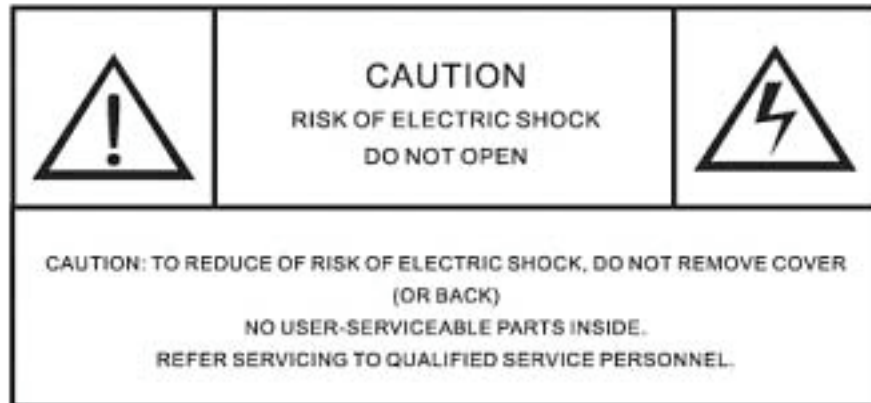 CAUTION
RISK OF ELECTRIC SHOCK
DO NOT OPEN
CAUTION: TO REDUCE OF RISK OF ELECTRIC SHOCK, DO NOT REMOVE COVER
(OR BACK)
NO USER-SERVICEABLE PARTS INSIDE.
REFER SERVICING TO QUALIFIED SERVICE PERSONNEL.